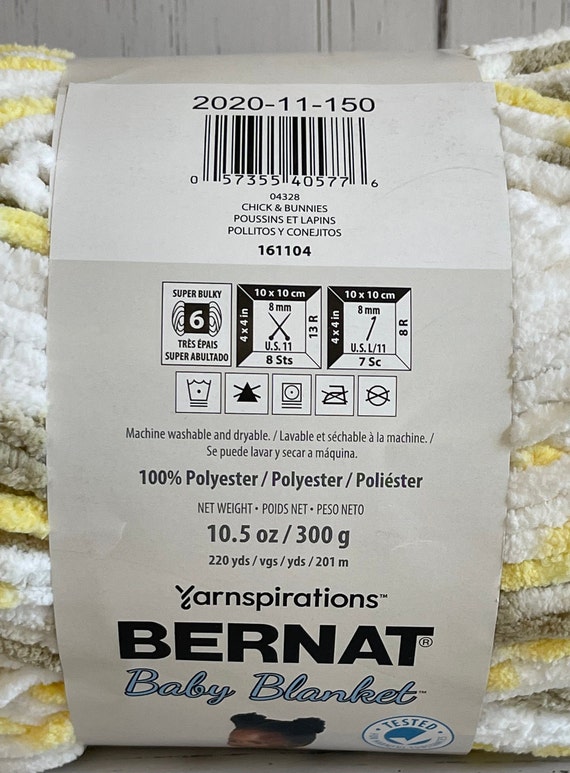 2020-11-150
0 57355 40577 6
04328
CHICK & BUNNIES
POUSSINS ET LAPINS
POLLITOS Y CONEJITOS
161104
SUPER BULKY
6
TRÈS ÉPAIS
SUPER ABULTADO
10 x 10 cm
4 x 4 in
8 mm
U.S. 11
13 R
8 Sts
10 x 10 cm
4 x 4 in
8 mm
U.S. L/11
8 R
7 Sc
Machine washable and dryable. / Lavable et séchable à la machine. /
Se puede lavar y secar a máquina.
100% Polyester / Polyester / Poliéster
NET WEIGHT • POIDS NET • PESO NETO
10.5 oz / 300 g
220 yds / vgs / yds / 201 m
Yarnspirations™
BERNAT®
Baby Blanket™
TESTED